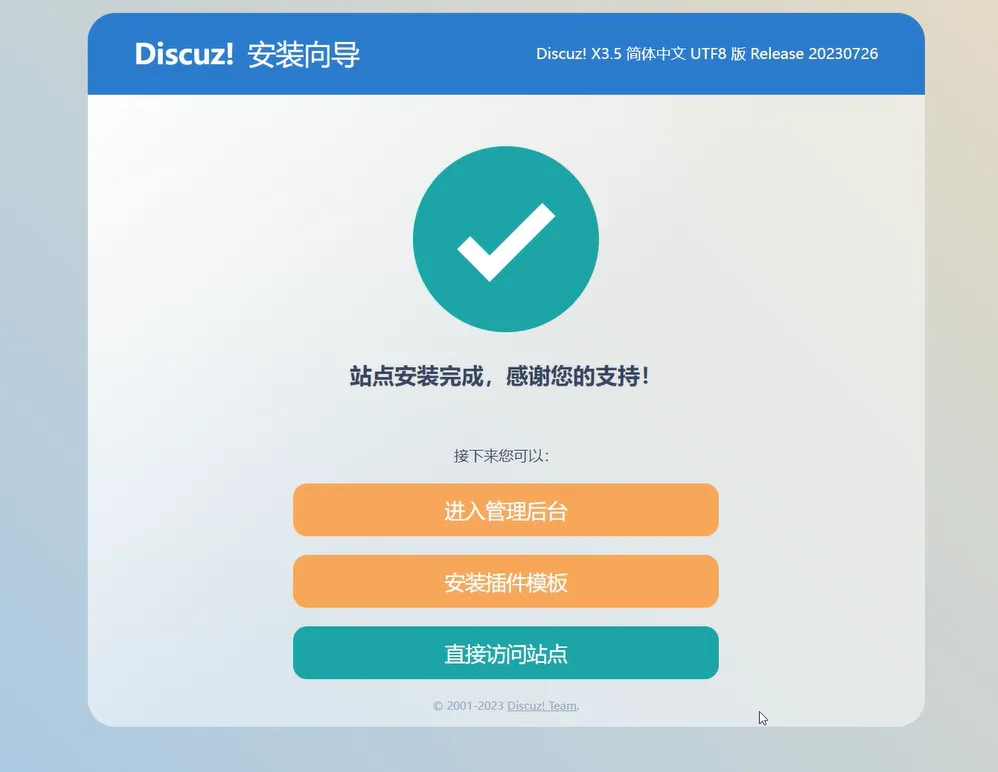 Discuz! 安装向导
Discuz! X3.5 简体中文 UTF8 版 Release 20230726
站点安装完成，感谢您的支持！
接下来您可以：
进入管理后台
安装插件模板
直接访问站点
© 2001-2023 Discuz! Team.